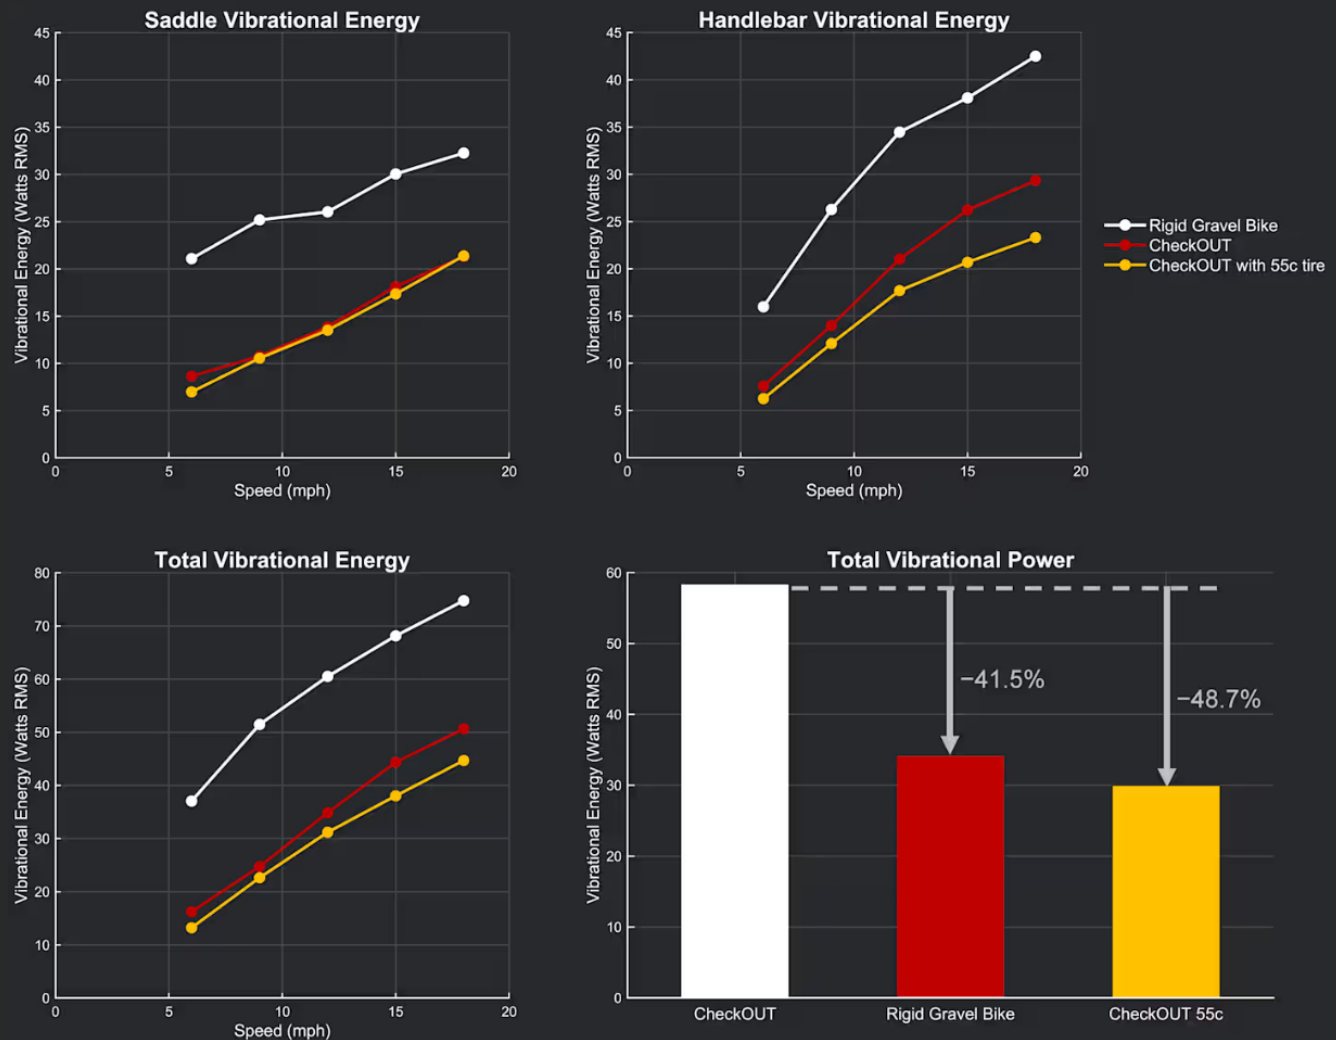 Saddle Vibrational Energy
Vibrational Energy (Watts RMS)
45
40
35
30
25
20
15
10
5
0
0 5 10 15 20
Speed (mph)
Handlebar Vibrational Energy
Vibrational Energy (Watts RMS)
45
40
35
30
25
20
15
10
5
0
0 5 10 15 20
Speed (mph)
Rigid Gravel Bike
CheckOUT
CheckOUT with 55c tire
Total Vibrational Energy
Vibrational Energy (Watts RMS)
80
70
60
50
40
30
20
10
0
0 5 10 15 20
Speed (mph)
Total Vibrational Power
Vibrational Energy (Watts RMS)
60
50
40
30
20
10
0
−41.5%
−48.7%
CheckOUT Rigid Gravel Bike CheckOUT 55c